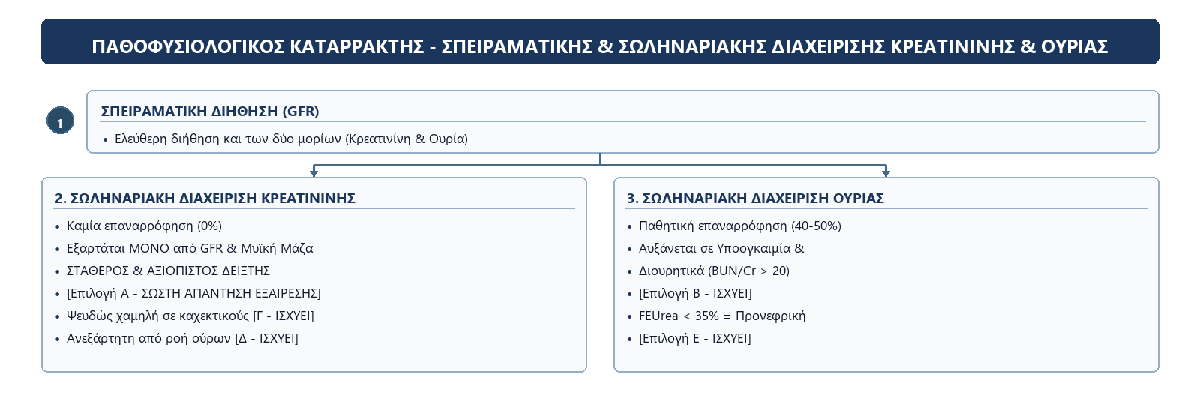 ΠΑΘΟΦΥΣΙΟΛΟΓΙΚΟΣ ΚΑΤΑΡΡΑΚΤΗΣ - ΣΠΕΙΡΑΜΑΤΙΚΗΣ & ΣΩΛΗΝΑΡΙΑΚΗΣ ΔΙΑΧΕΙΡΙΣΗΣ ΚΡΕΑΤΙΝΙΝΗΣ & ΟΥΡΙΑΣ
1
ΣΠΕΙΡΑΜΑΤΙΚΗ ΔΙΗΘΗΣΗ (GFR)
• Ελεύθερη διήθηση και των δύο μορίων (Κρεατινίνη & Ουρία)
2. ΣΩΛΗΝΑΡΙΑΚΗ ΔΙΑΧΕΙΡΙΣΗ ΚΡΕΑΤΙΝΙΝΗΣ
• Καμία επαναρρόφηση (0%)
• Εξαρτάται ΜΟΝΟ από GFR & Μυϊκή Μάζα
• ΣΤΑΘΕΡΟΣ & ΑΞΙΟΠΙΣΤΟΣ ΔΕΙΚΤΗΣ
• [Επιλογή Α - ΣΩΣΤΗ ΑΠΑΝΤΗΣΗ ΕΞΑΙΡΕΣΗΣ]
• Ψευδώς χαμηλή σε καχεκτικούς [Γ - ΙΣΧΥΕΙ]
• Ανεξάρτητη από ροή ούρων [Δ - ΙΣΧΥΕΙ]
3. ΣΩΛΗΝΑΡΙΑΚΗ ΔΙΑΧΕΙΡΙΣΗ ΟΥΡΙΑΣ
• Παθητική επαναρρόφηση (40-50%)
• Αυξάνεται σε Υποογκαιμία &
• Διουρητικά (BUN/Cr > 20)
• [Επιλογή Β - ΙΣΧΥΕΙ]
• FEUrea < 35% = Προνεφρική
• [Επιλογή Ε - ΙΣΧΥΕΙ]